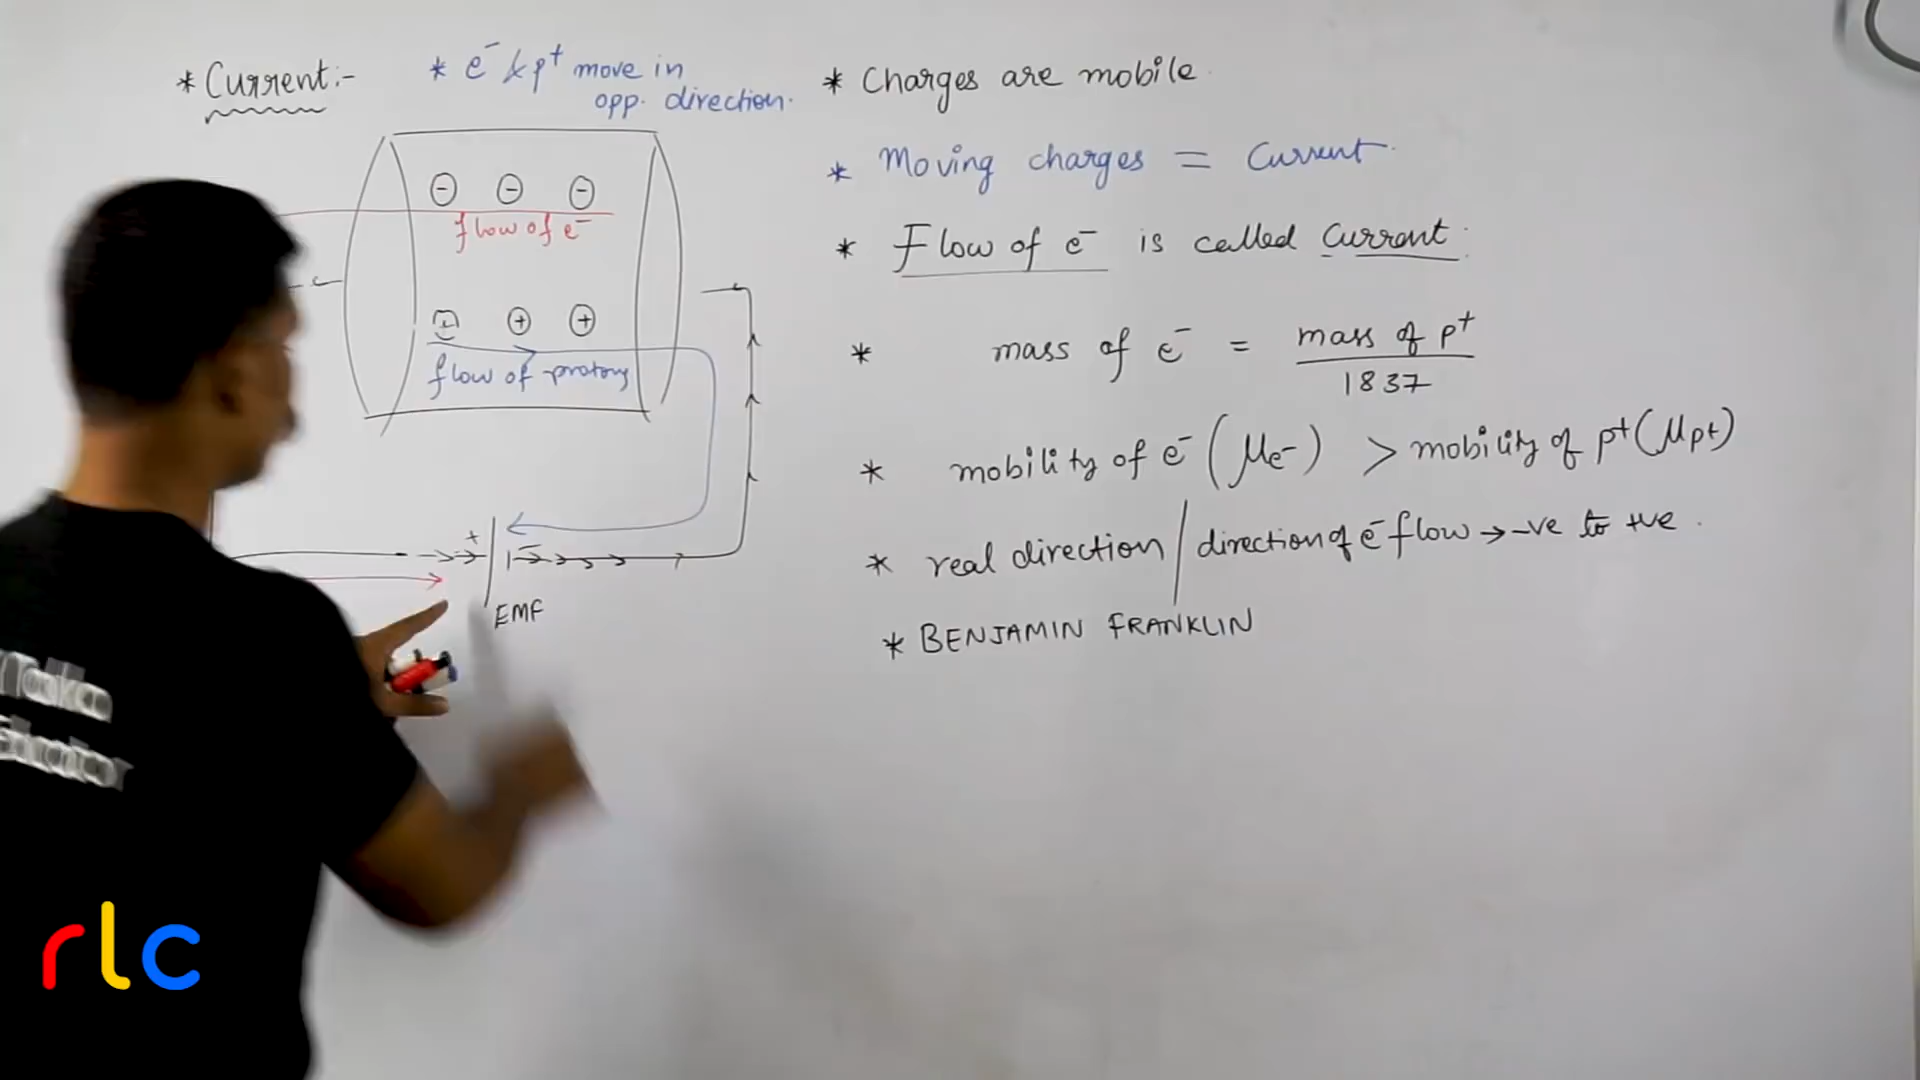 * Current:-
* e⁻ & p⁺ move in
opp. direction.
flow of e⁻
flow of protons
+
-
EMF
* Charges are mobile.
* Moving charges = Current.
* Flow of e⁻ is called current.
* mass of e⁻ = mass of p⁺
1837
* mobility of e⁻ (μe⁻) > mobility of p⁺ (μp+)
* real direction / direction of e⁻ flow → -ve to +ve.
* BENJAMIN FRANKLIN
rlc